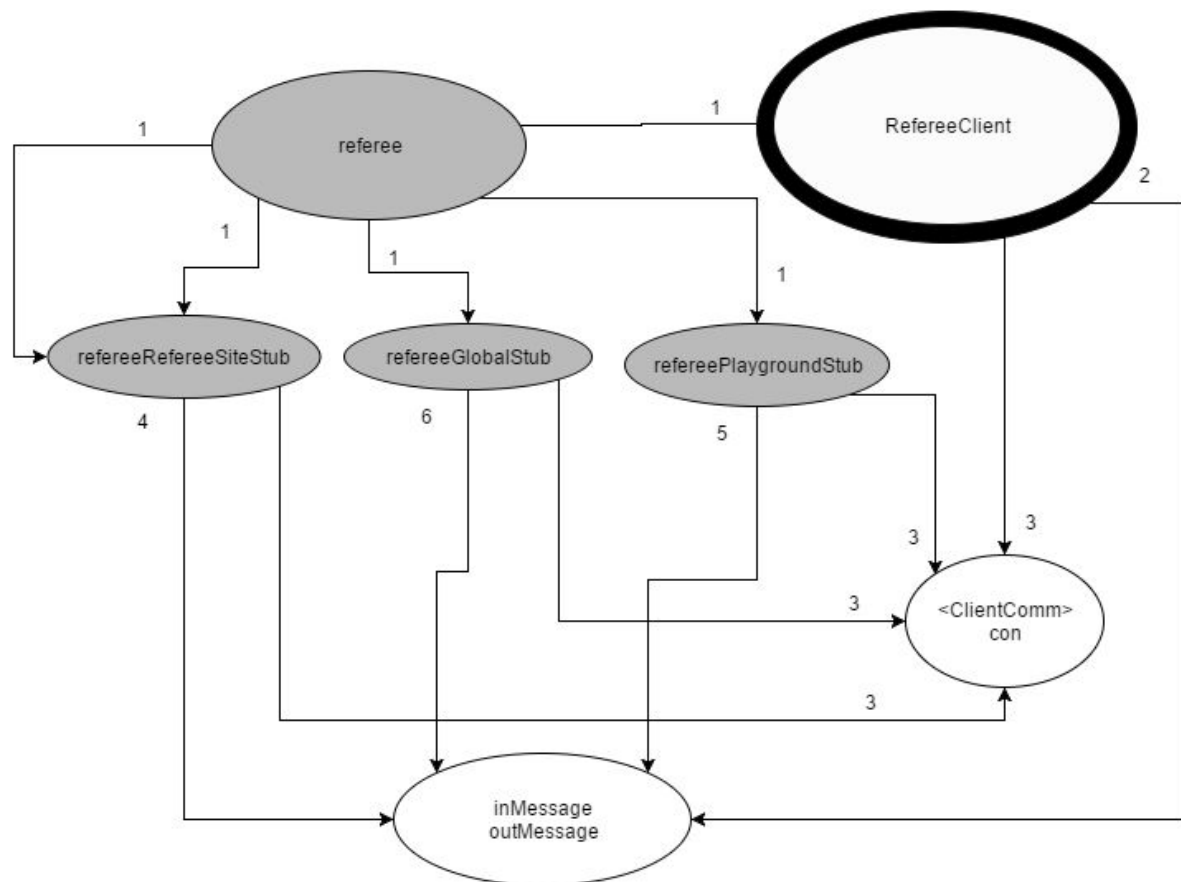 1
1
referee
RefereeClient
2
1
1
1
refereeRefereeSiteStub
refereeGlobalStub
refereePlaygroundStub
4
6
5
3
3
3
<ClientComm>
con
3
inMessage
outMessage